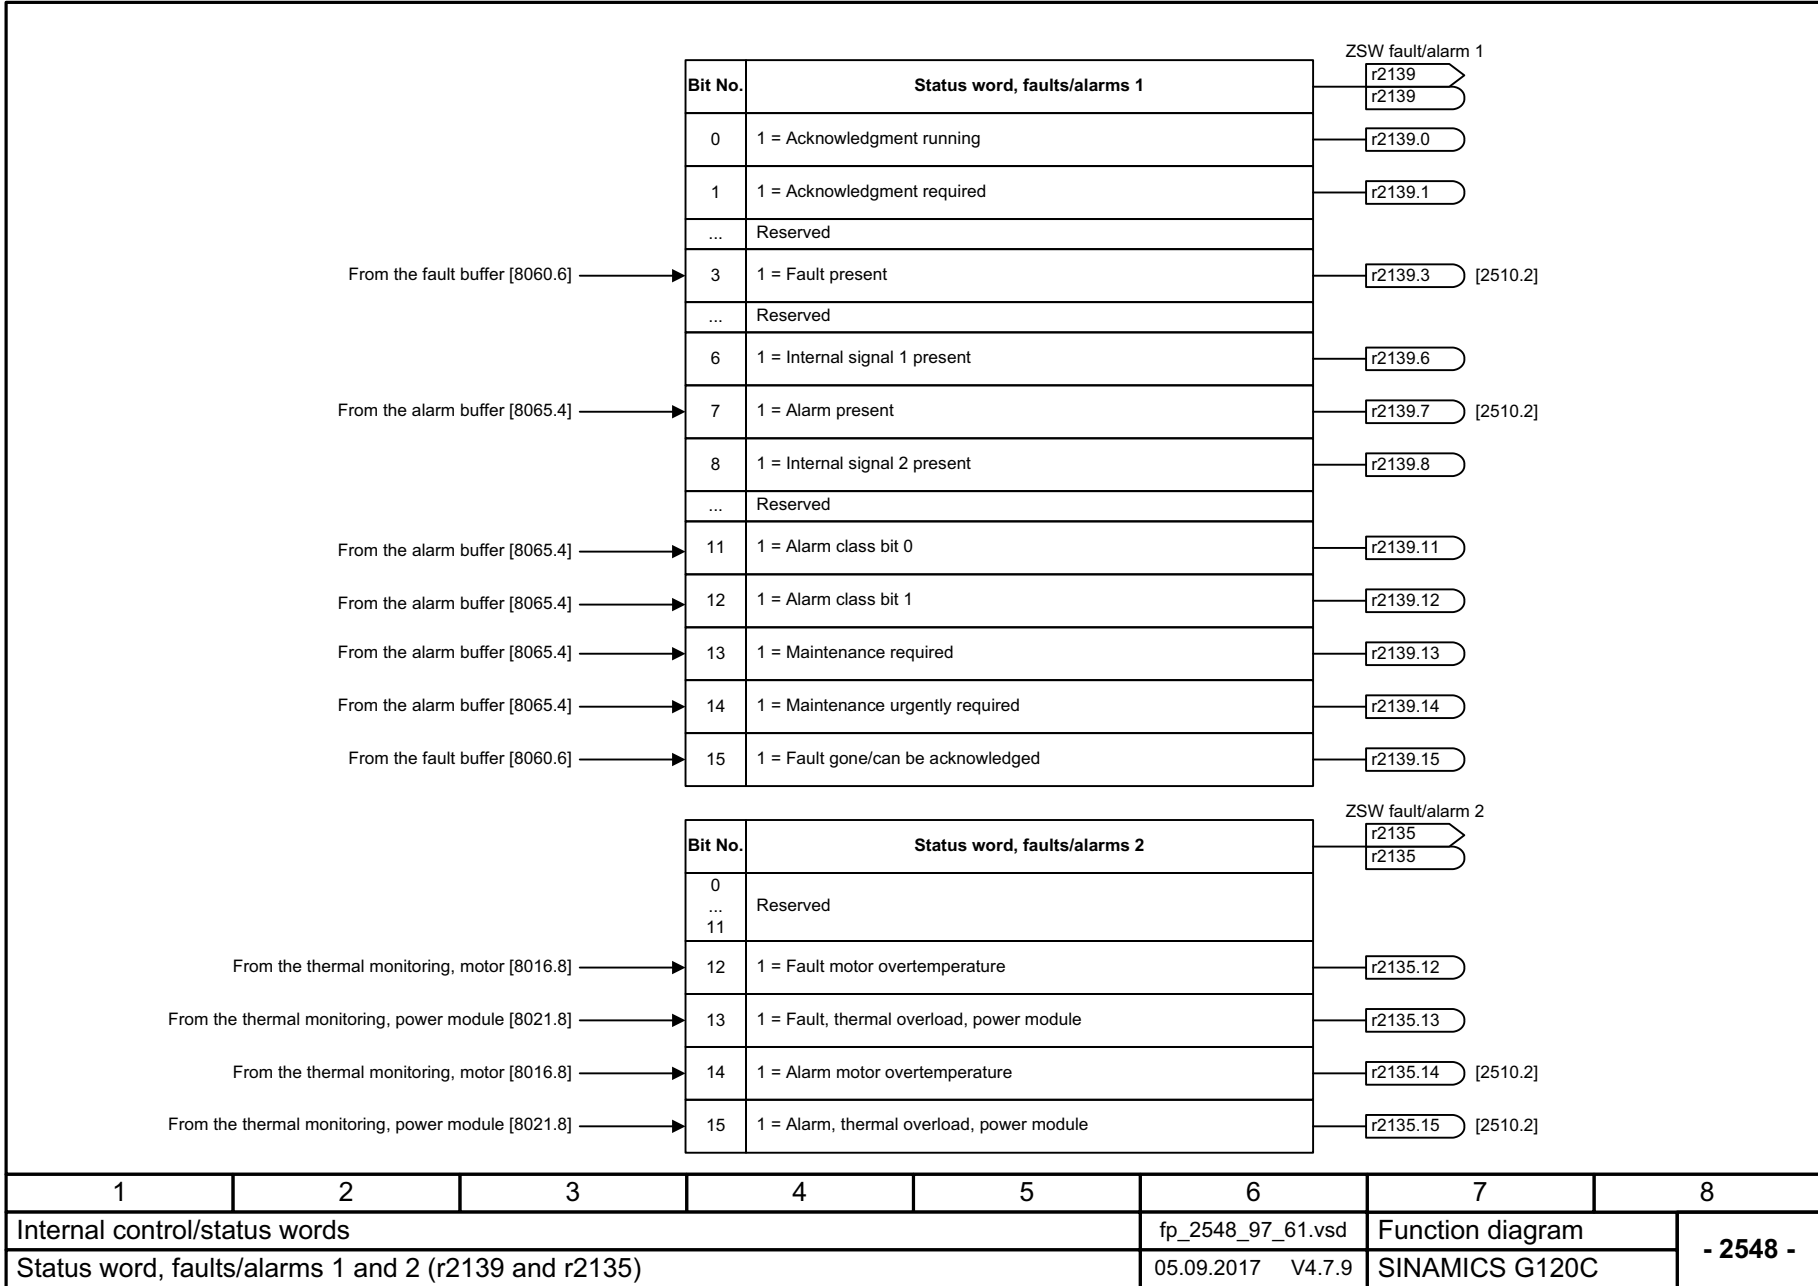 ZSW fault/alarm 1
Bit No. Status word, faults/alarms 1 r2139
r2139
0 1 = Acknowledgment running r2139.0
1 1 = Acknowledgment required r2139.1
... Reserved
From the fault buffer [8060.6] 3 1 = Fault present r2139.3 [2510.2]
... Reserved
6 1 = Internal signal 1 present r2139.6
From the alarm buffer [8065.4] 7 1 = Alarm present r2139.7 [2510.2]
8 1 = Internal signal 2 present r2139.8
... Reserved
From the alarm buffer [8065.4] 11 1 = Alarm class bit 0 r2139.11
From the alarm buffer [8065.4] 12 1 = Alarm class bit 1 r2139.12
From the alarm buffer [8065.4] 13 1 = Maintenance required r2139.13
From the alarm buffer [8065.4] 14 1 = Maintenance urgently required r2139.14
From the fault buffer [8060.6] 15 1 = Fault gone/can be acknowledged r2139.15
ZSW fault/alarm 2
Bit No. Status word, faults/alarms 2 r2135
r2135
0
... Reserved
11
From the thermal monitoring, motor [8016.8] 12 1 = Fault motor overtemperature r2135.12
From the thermal monitoring, power module [8021.8] 13 1 = Fault, thermal overload, power module r2135.13
From the thermal monitoring, motor [8016.8] 14 1 = Alarm motor overtemperature r2135.14 [2510.2]
From the thermal monitoring, power module [8021.8] 15 1 = Alarm, thermal overload, power module r2135.15 [2510.2]
1 2 3 4 5 6 7 8
Internal control/status words fp_2548_97_61.vsd Function diagram
- 2548 -
Status word, faults/alarms 1 and 2 (r2139 and r2135) 05.09.2017 V4.7.9 SINAMICS G120C